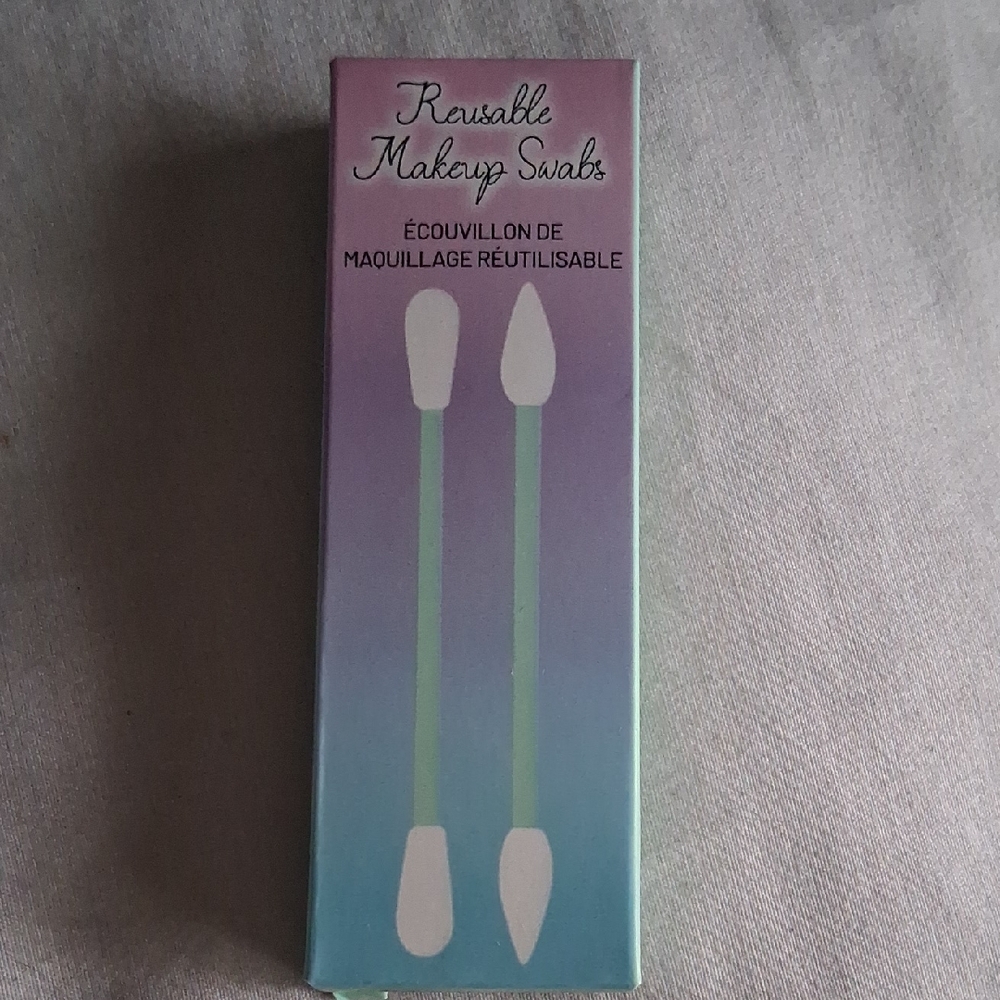 Reusable
Makeup Swabs
ÉCOUVILLON DE
MAQUILLAGE RÉUTILISABLE